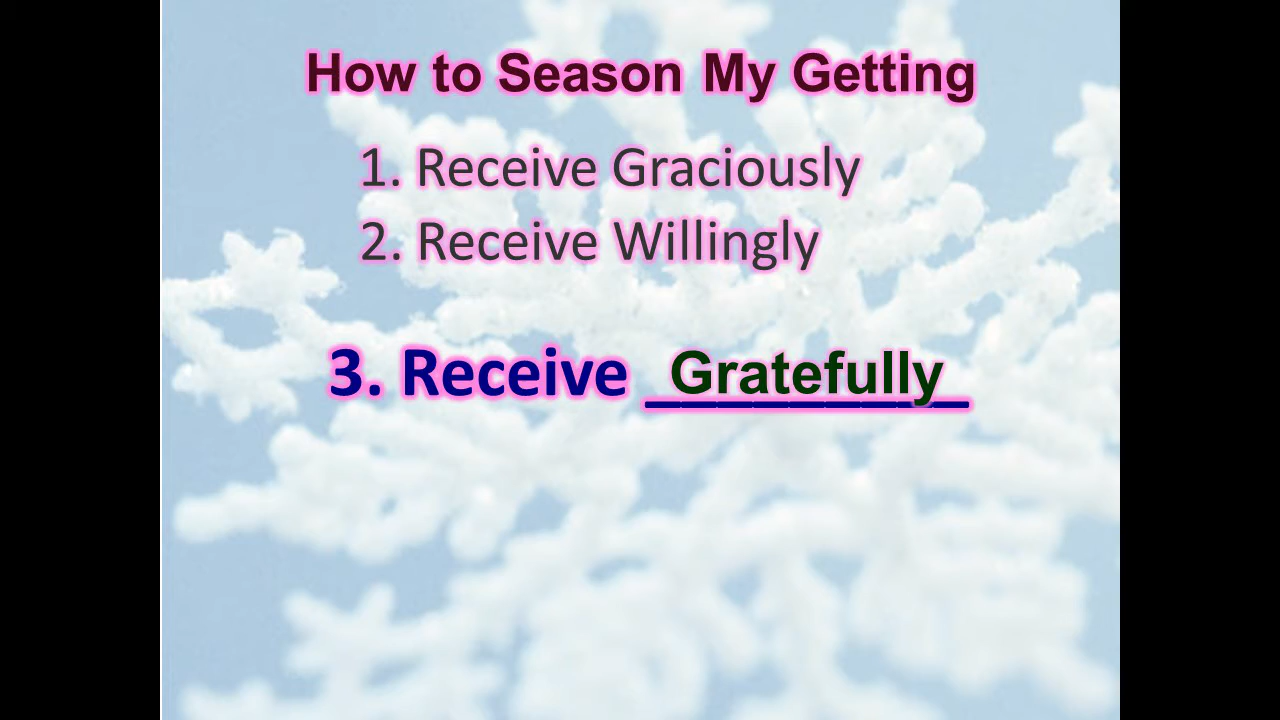 How to Season My Getting
1. Receive Graciously
2. Receive Willingly
3. Receive Gratefully